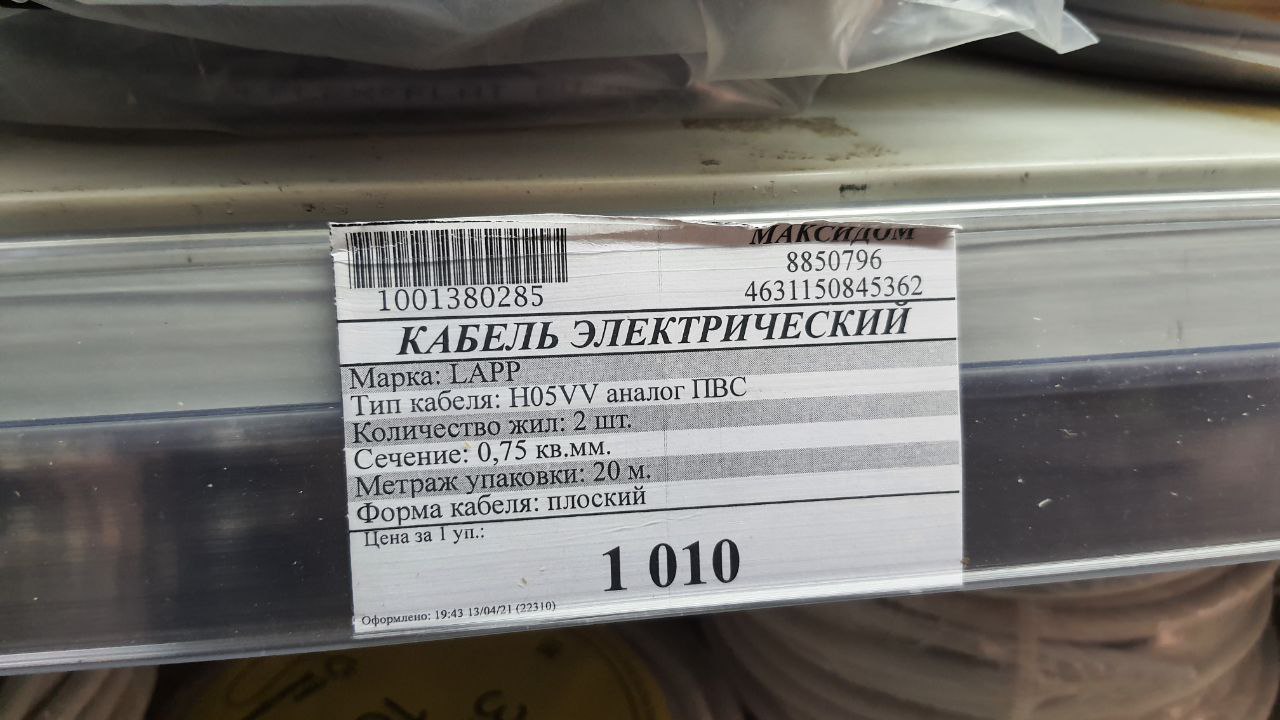 МАКСИДОМ
8850796
1001380285
4631150845362
КАБЕЛЬ ЭЛЕКТРИЧЕСКИЙ
Марка: LAPP
Тип кабеля: H05VV аналог ПВС
Количество жил: 2 шт.
Сечение: 0,75 кв.мм.
Метраж упаковки: 20 м.
Форма кабеля: плоский
Цена за 1 уп.:
1 010
Оформлено: 19:43 13/04/21 (22310)